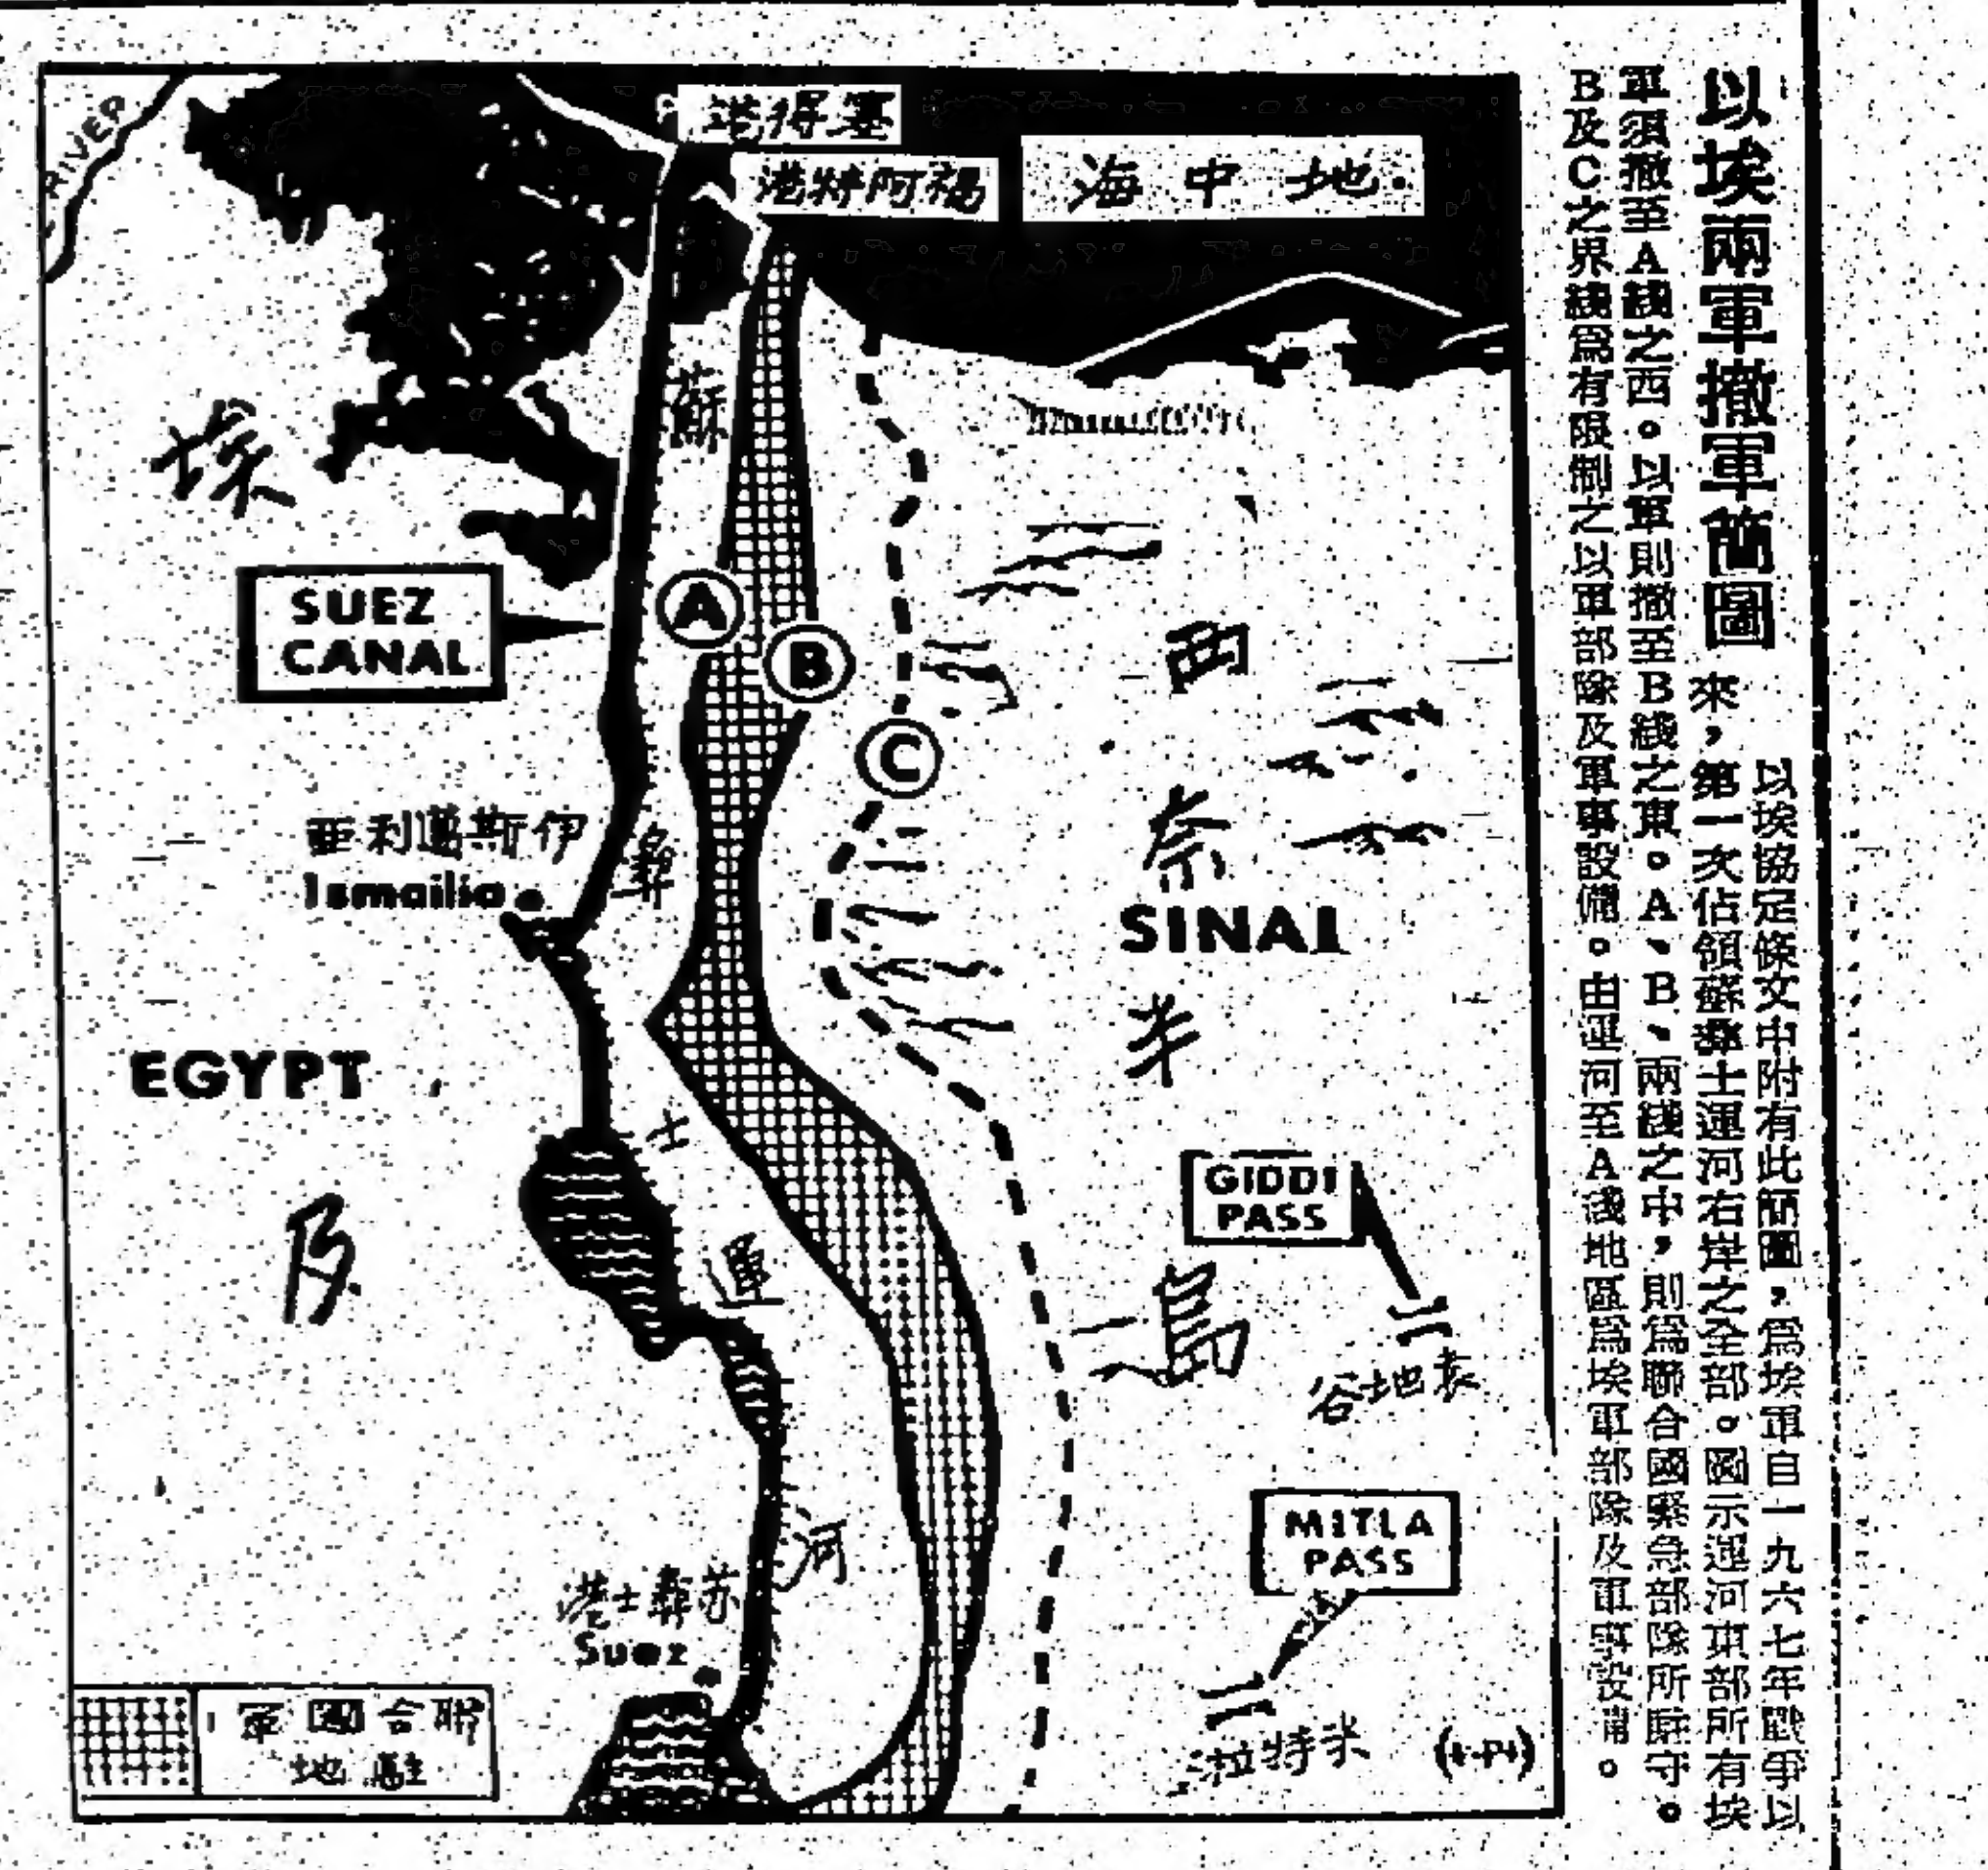 以埃兩軍撤軍簡圖
以埃協定條文中附有此簡圖,爲埃軍自一九六七年戰爭以
來,第一次佔領蘇彝士運河右岸之全部。圖示運河東部所有埃
軍須撤至A綫之西。以軍則撤至B綫之東。A、B、兩綫之中,則爲聯合國緊急部隊所駐守。
B及C之界綫爲有限制之以軍部隊及軍事設備。由運河至A綫地區爲埃軍部隊及軍事設備。
RIVER
塞得港
福阿特港
地中海
埃及
蘇彝士運河
SUEZ
CANAL
A
B
C
伊斯邁利亞
Ismailia
EGYPT
西奈半島
SINAI
GIDDI
PASS
MITLA
PASS
米特拉
苏彝士港
Suez
聯合國軍
駐地